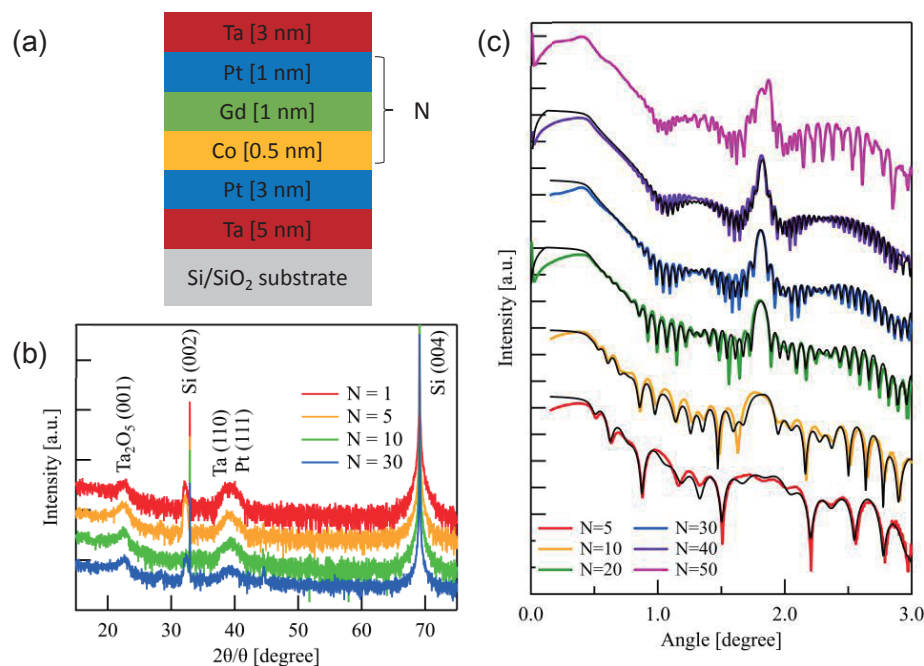 (a)
Ta [3 nm]
Pt [1 nm]
Gd [1 nm]
Co [0.5 nm]
Pt [3 nm]
Ta [5 nm]
Si/SiO₂ substrate
N
(b)
Intensity [a.u.]
Ta₂O₅ (001)
Si (002)
Ta (110)
Pt (111)
Si (004)
N = 1
N = 5
N = 10
N = 30
20
30
40
50
60
70
2θ/θ [degree]
(c)
Intensity [a.u.]
N=5
N=10
N=20
N=30
N=40
N=50
0.0
1.0
2.0
3.0
Angle [degree]